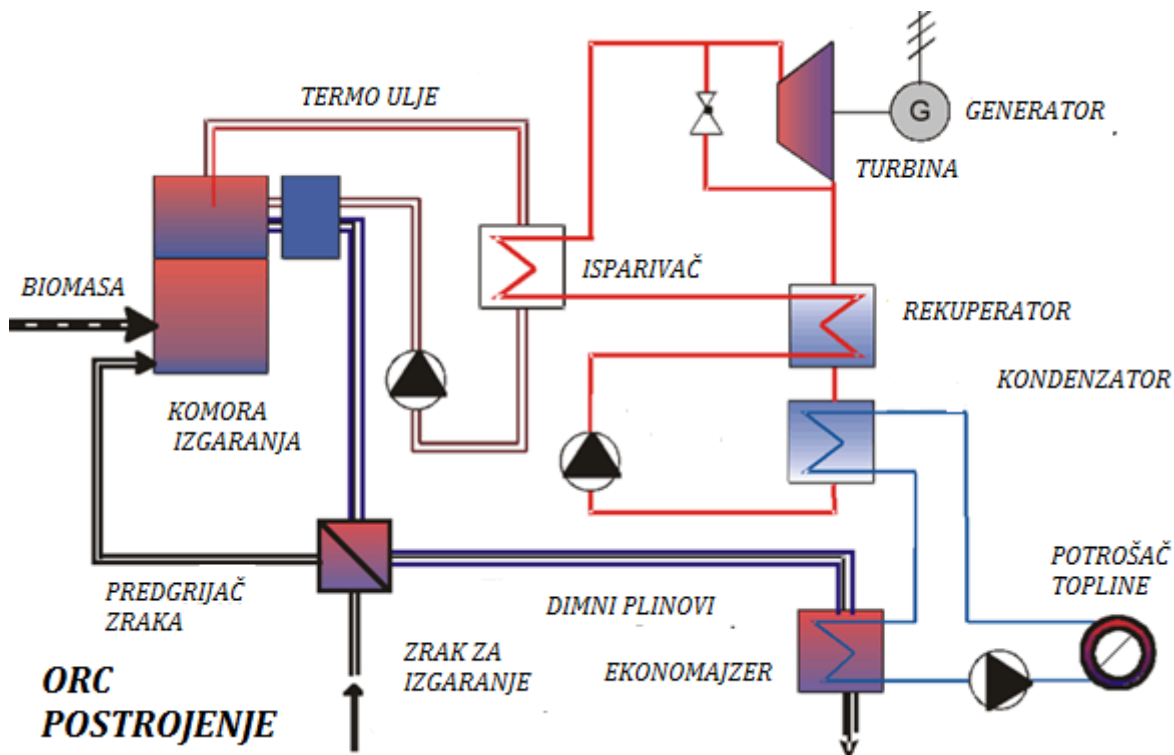 TERMO ULJE
G
GENERATOR
TURBINA
ISPARIVAČ
BIOMASA
REKUPERATOR
KONDENZATOR
KOMORA
IZGARANJA
POTROŠAČ
TOPLINE
PREDGRIJAČ
ZRAKA
DIMNI PLINOVI
ZRAK ZA
IZGARANJE
EKONOMAJZER
ORC
POSTROJENJE